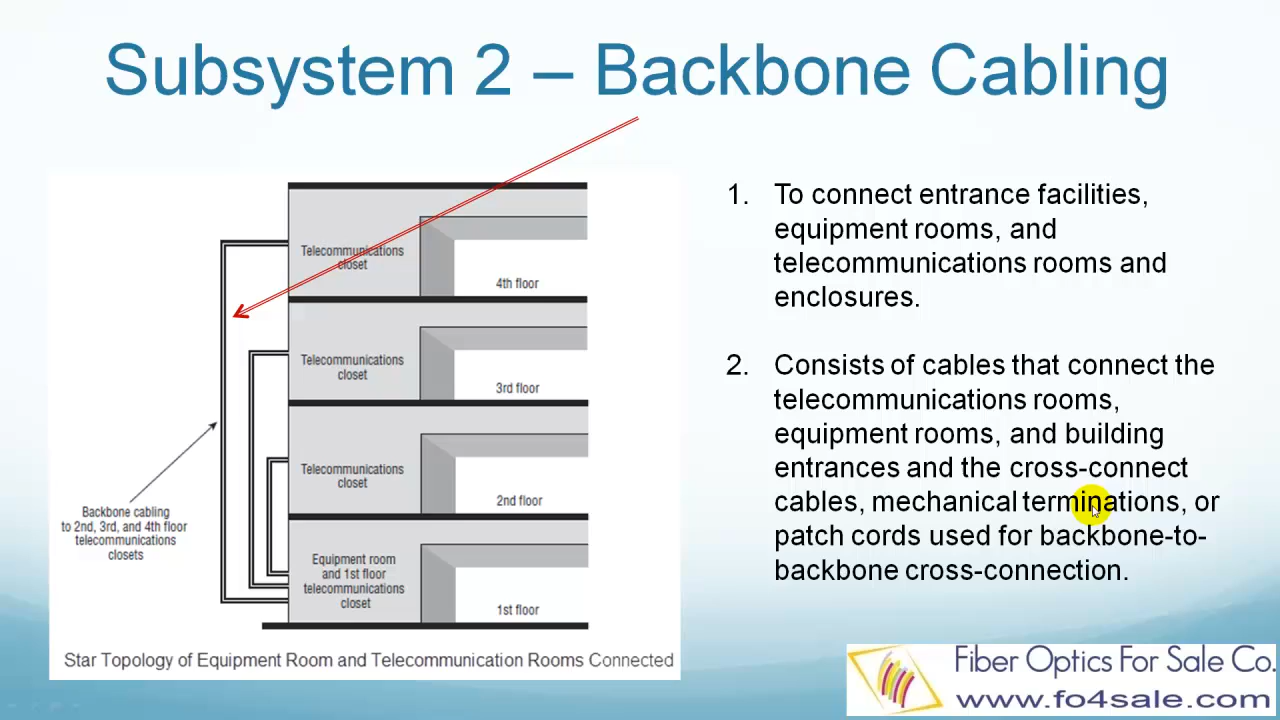 Subsystem 2 – Backbone Cabling
Telecommunications
closet
4th floor
Telecommunications
closet
3rd floor
Telecommunications
closet
2nd floor
Equipment room
and 1st floor
telecommunications
closet
1st floor
Backbone cabling
to 2nd, 3rd, and 4th floor
telecommunications
closets
Star Topology of Equipment Room and Telecommunication Rooms Connected
1. To connect entrance facilities,
equipment rooms, and
telecommunications rooms and
enclosures.
2. Consists of cables that connect the
telecommunications rooms,
equipment rooms, and building
entrances and the cross-connect
cables, mechanical terminations, or
patch cords used for backbone-to-
backbone cross-connection.
Fiber Optics For Sale Co.
www.fo4sale.com